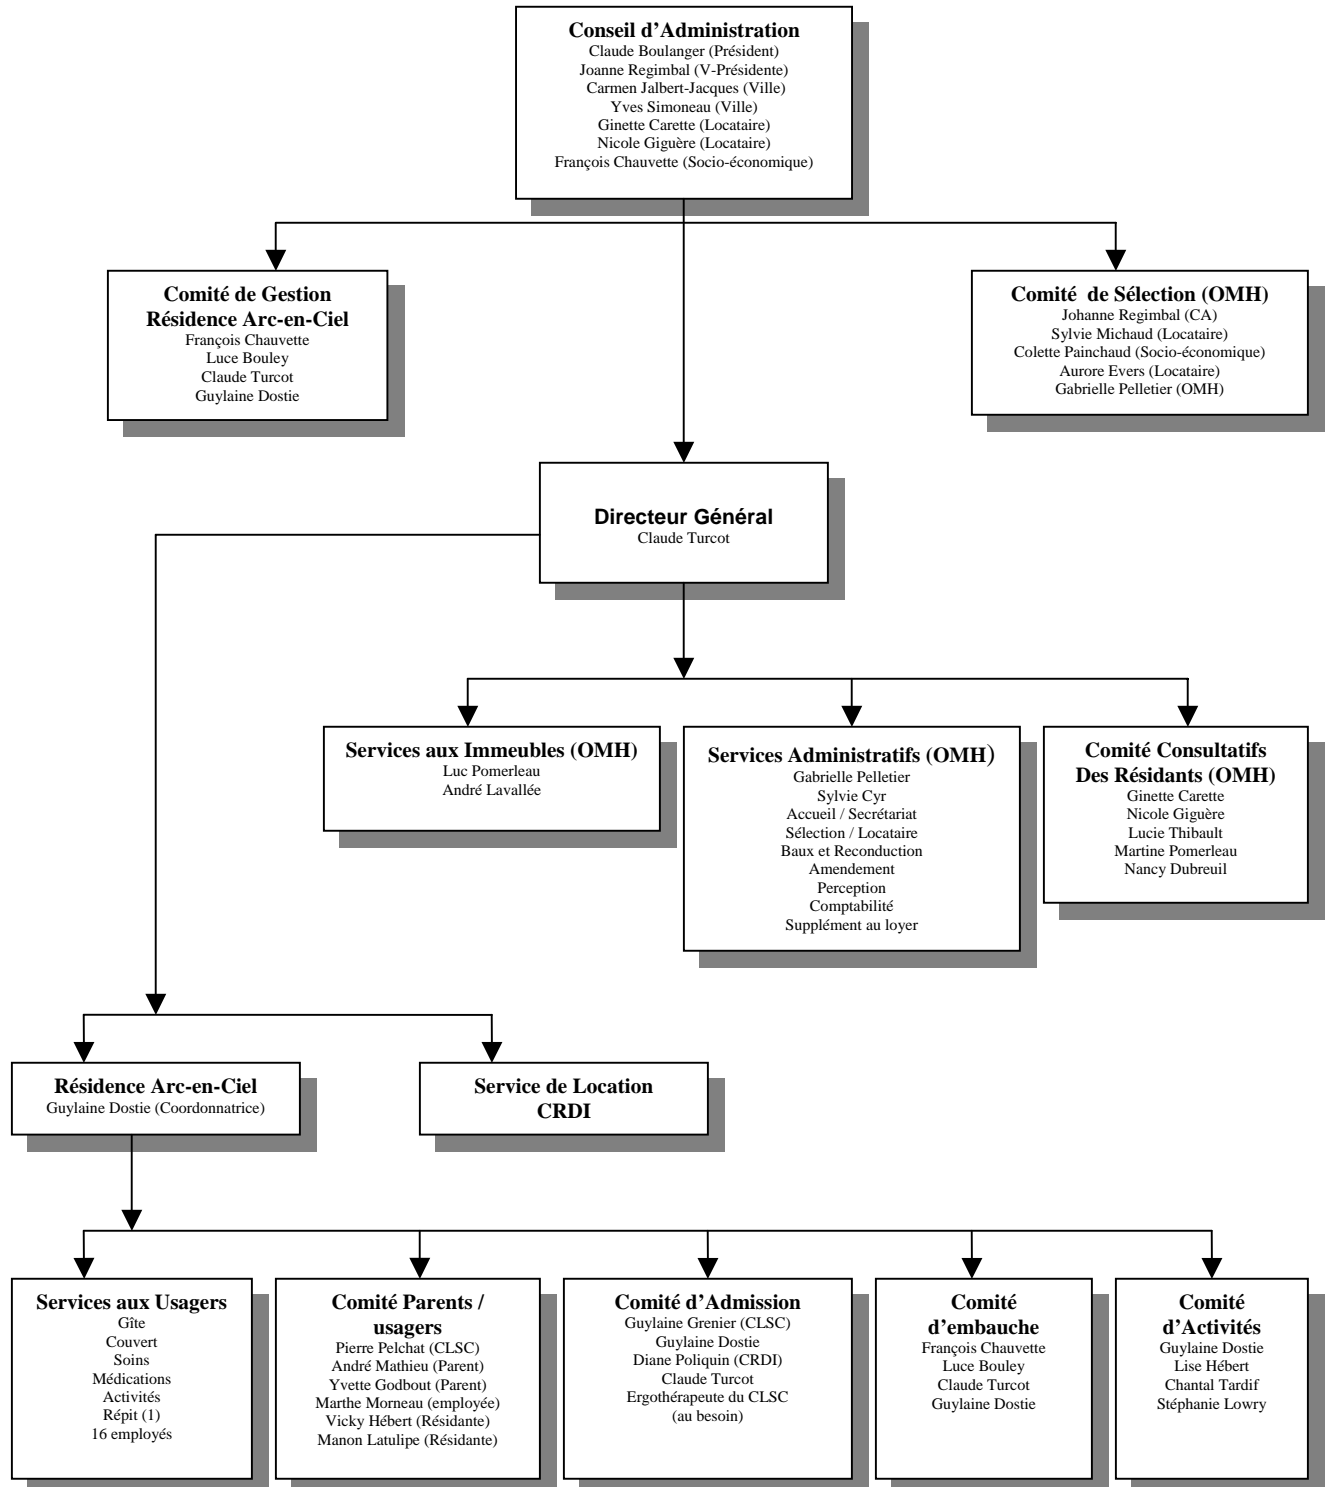 Conseil d'Administration
Claude Boulanger (Président)
Joanne Regimbal (V-Présidente)
Carmen Jalbert-Jacques (Ville)
Yves Simoneau (Ville)
Ginette Carette (Locataire)
Nicole Giguère (Locataire)
François Chauvette (Socio-économique)
Comité de Gestion
Résidence Arc-en-Ciel
François Chauvette
Luce Bouley
Claude Turcot
Guylaine Dostie
Comité de Sélection (OMH)
Johanne Regimbal (CA)
Sylvie Michaud (Locataire)
Colette Painchaud (Socio-économique)
Aurore Evers (Locataire)
Gabrielle Pelletier (OMH)
Directeur Général
Claude Turcot
Services aux Immeubles (OMH)
Luc Pomerleau
André Lavallée
Services Administratifs (OMH)
Gabrielle Pelletier
Sylvie Cyr
Accueil / Secrétariat
Sélection / Locataire
Baux et Reconduction
Amendement
Perception
Comptabilité
Supplément au loyer
Comité Consultatifs
Des Résidants (OMH)
Ginette Carette
Nicole Giguère
Lucie Thibault
Martine Pomerleau
Nancy Dubreuil
Résidence Arc-en-Ciel
Guylaine Dostie (Coordonnatrice)
Service de Location
CRDI
Services aux Usagers
Gîte
Couvert
Soins
Médications
Activités
Répit (1)
16 employés
Comité Parents /
usagers
Pierre Pelchat (CLSC)
André Mathieu (Parent)
Yvette Godbout (Parent)
Marthe Morneau (employée)
Vicky Hébert (Résidante)
Manon Latulipe (Résidante)
Comité d'Admission
Guylaine Grenier (CLSC)
Guylaine Dostie
Diane Poliquin (CRDI)
Claude Turcot
Ergothérapeute du CLSC
(au besoin)
Comité
d'embauche
François Chauvette
Luce Bouley
Claude Turcot
Guylaine Dostie
Comité
d'Activités
Guylaine Dostie
Lise Hébert
Chantal Tardif
Stéphanie Lowry